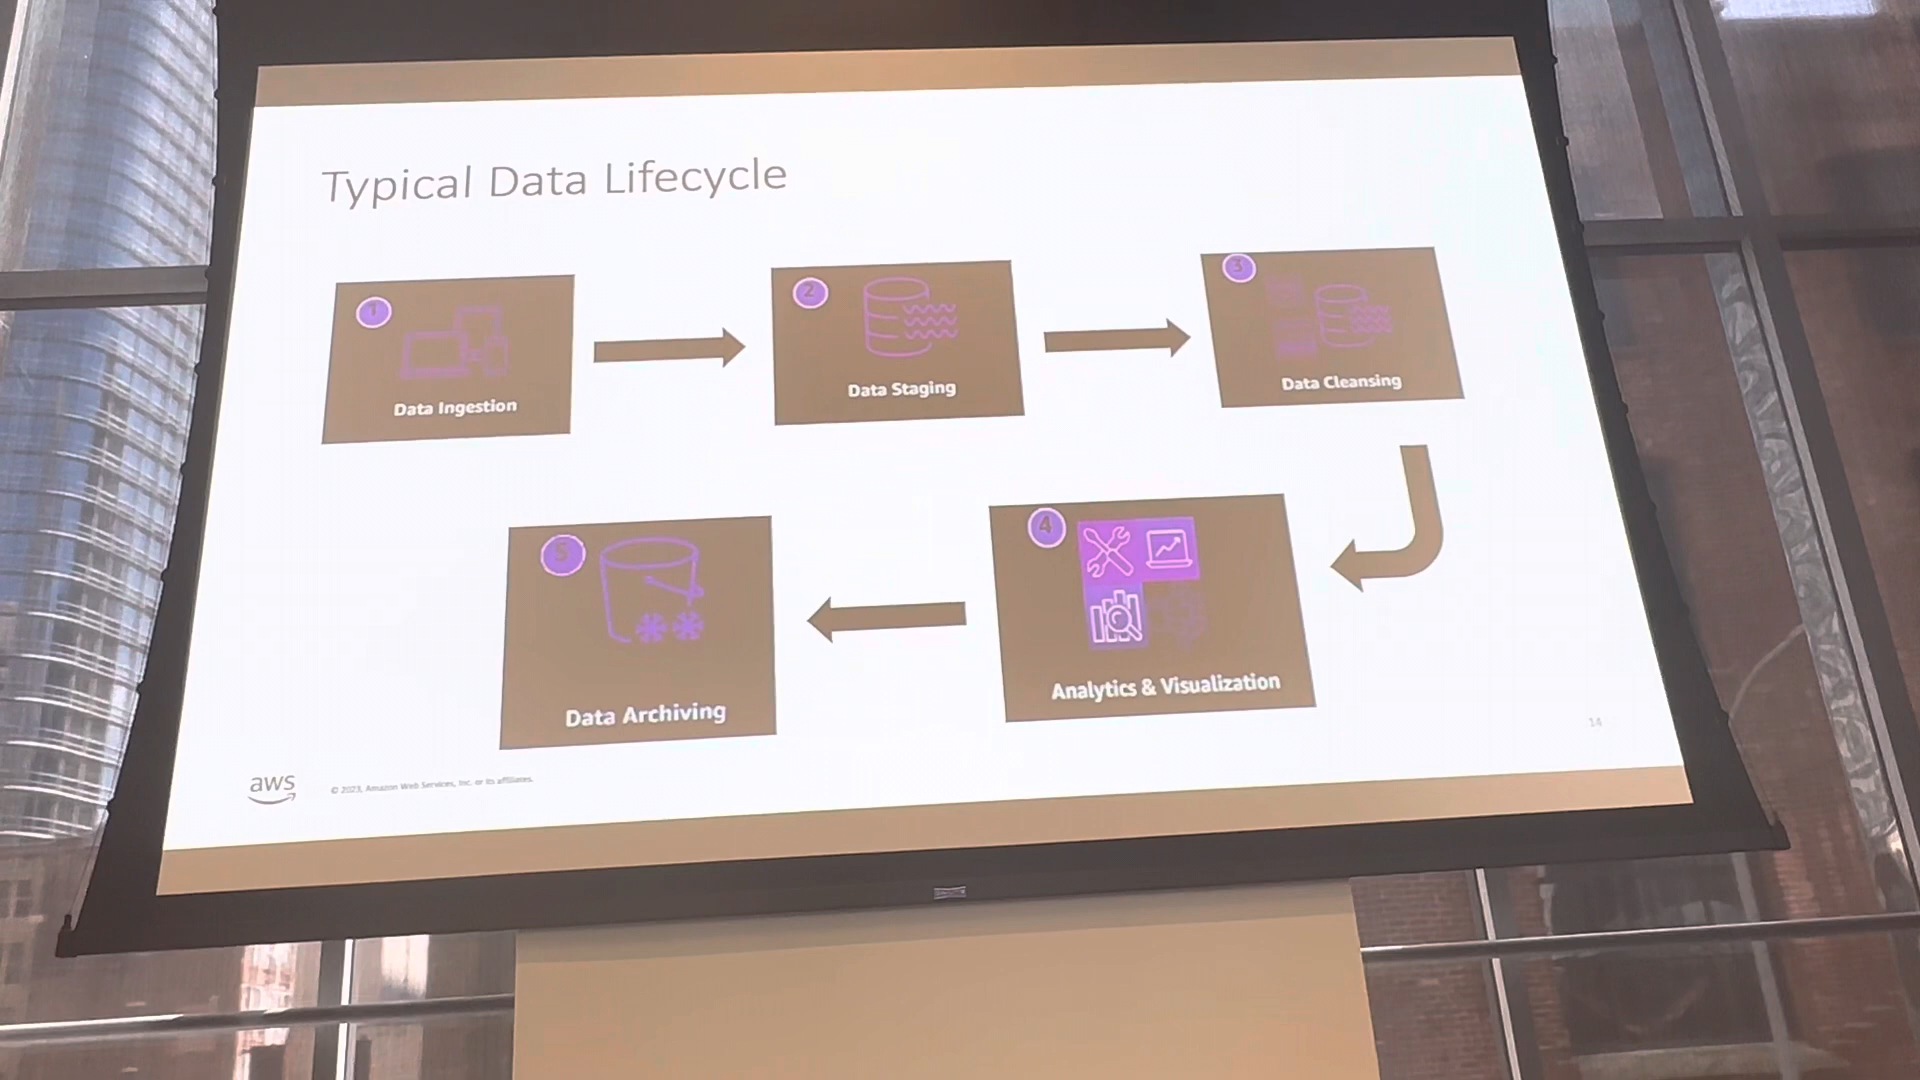 Typical Data Lifecycle
1
Data Ingestion
2
Data Staging
3
Data Cleansing
4
Analytics & Visualization
5
Data Archiving
14
aws
© 2023, Amazon Web Services, Inc. or its affiliates.